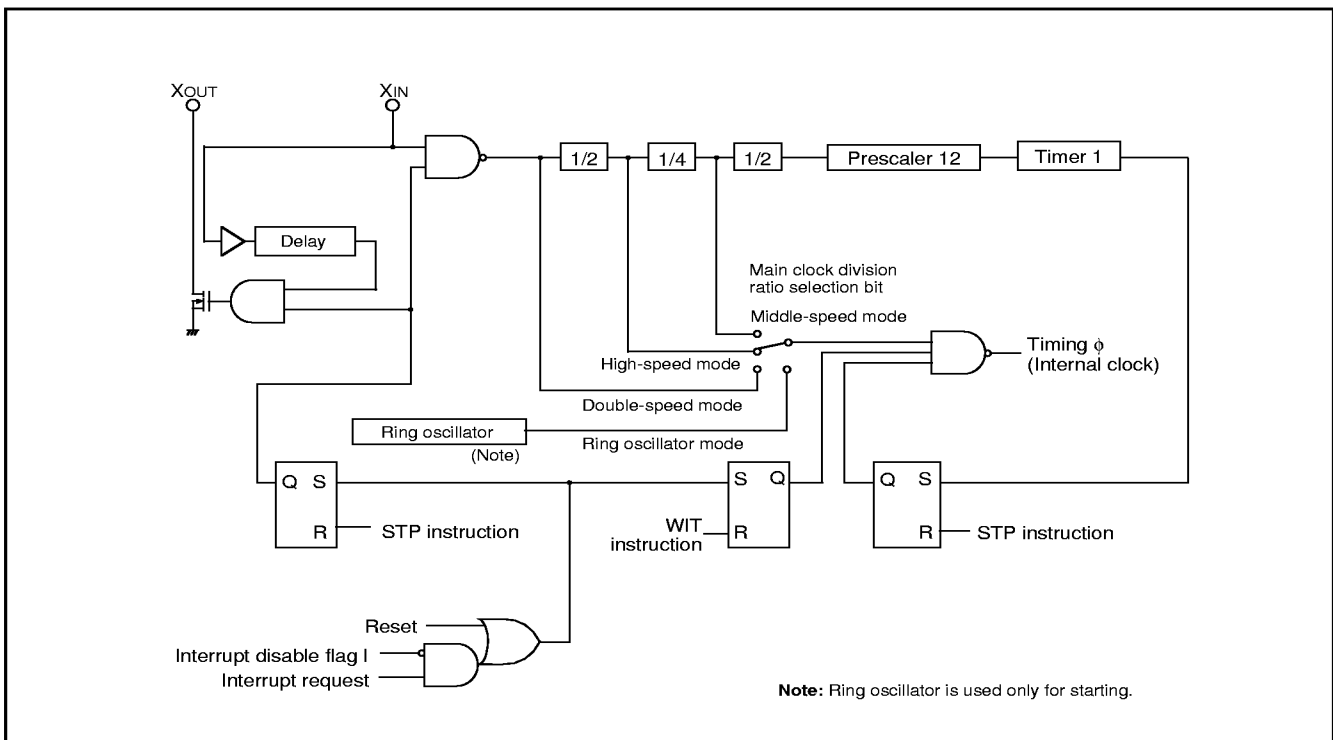 XOUT
XIN
1/2
1/4
1/2
Prescaler 12
Timer 1
Delay
Main clock division
ratio selection bit
Middle-speed mode
Timing ϕ
(Internal clock)
High-speed mode
Double-speed mode
Ring oscillator
Ring oscillator mode
(Note)
Q S
R
STP instruction
S Q
R
WIT
instruction
Q S
R
STP instruction
Reset
Interrupt disable flag I
Interrupt request
Note: Ring oscillator is used only for starting.